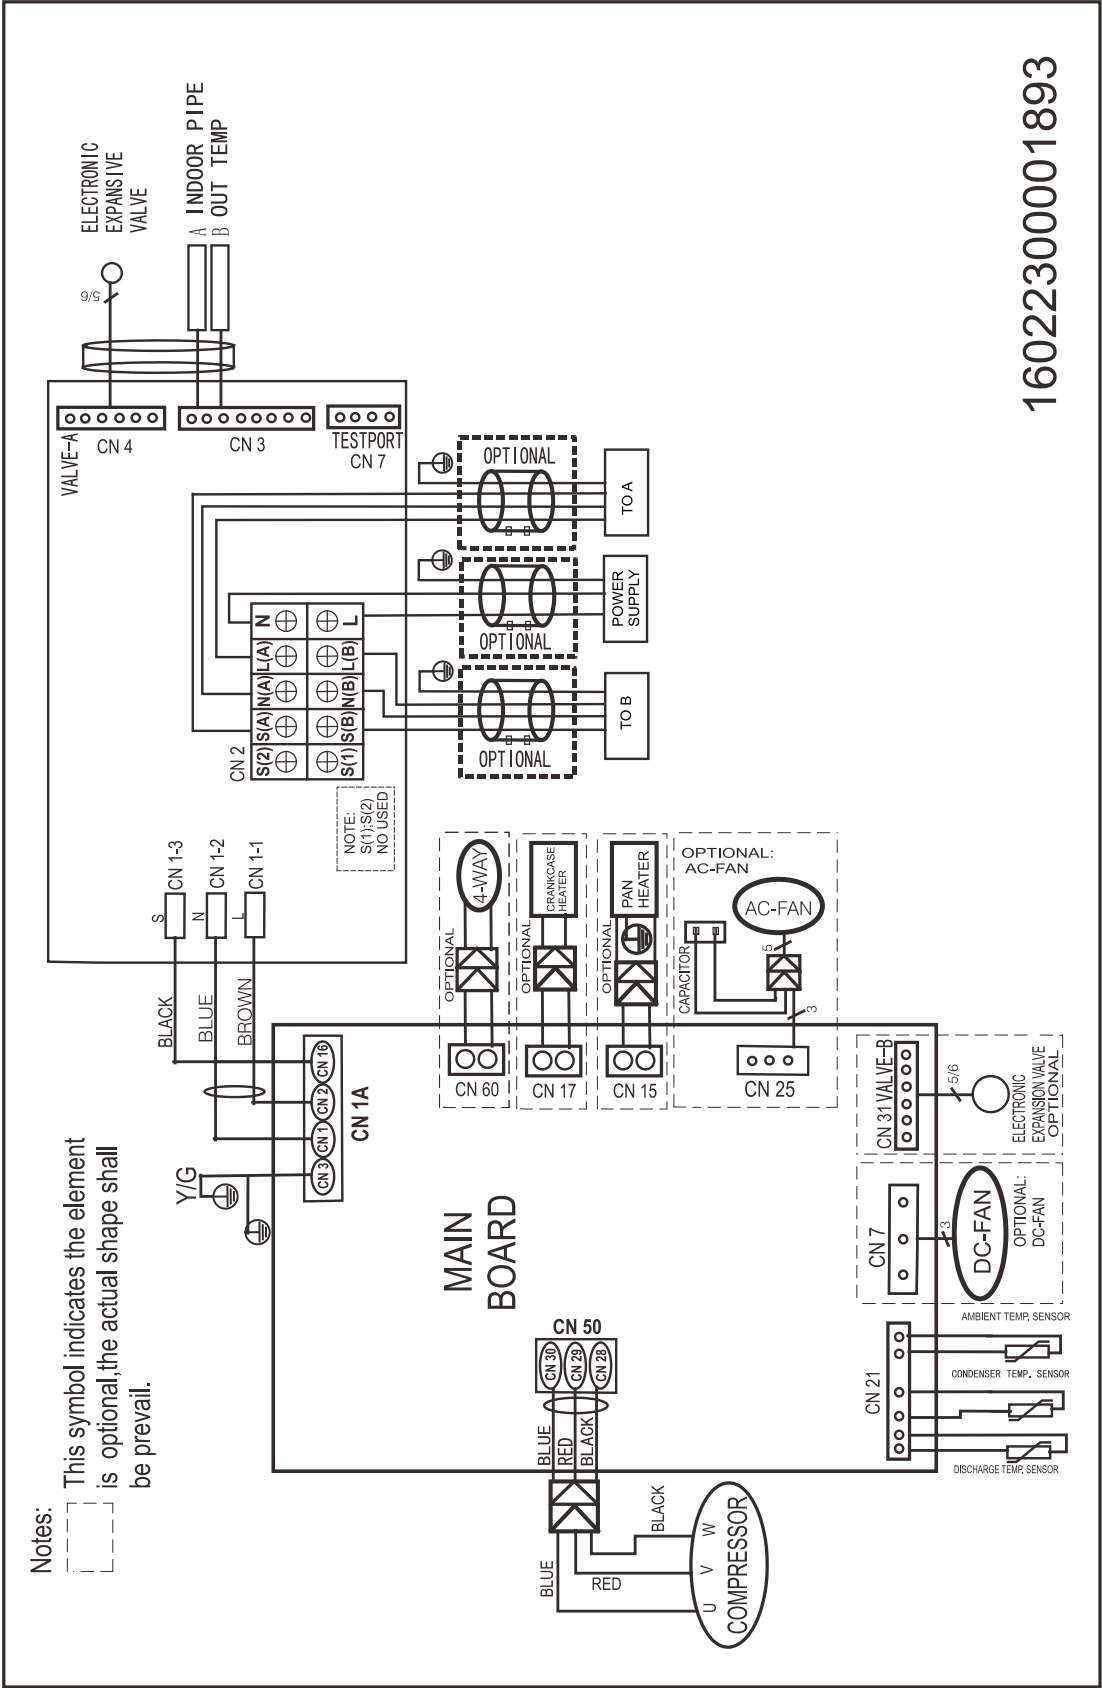 Notes:
This symbol indicates the element
is optional,the actual shape shall
be prevail.
Y/G
BLACK
BLUE
BROWN
S
N
L
CN 1-3
CN 1-2
CN 1-1
VALVE-A
CN 4
CN 3
TESTPORT
CN 7
5/6
ELECTRONIC
EXPANSIVE
VALVE
A INDOOR PIPE
B OUT TEMP
CN 2
S(2)
S(A)
N(A)
L(A)
N
S(1)
S(B)
N(B)
L(B)
L
NOTE:
S(1);S(2)
NO USED
OPTIONAL
OPTIONAL
OPTIONAL
TO A
POWER
SUPPLY
TO B
16022300001893
CN 3
CN 1
CN 2
CN 16
CN 1A
MAIN
BOARD
CN 60
OPTIONAL
4-WAY
CN 17
OPTIONAL
CRANKCASE
HEATER
CN 15
OPTIONAL
PAN
HEATER
OPTIONAL:
AC-FAN
CAPACITOR
AC-FAN
5
3
CN 25
CN 31 VALVE-B
5/6
ELECTRONIC
EXPANSION VALVE
OPTIONAL
CN 7
3
DC-FAN
OPTIONAL:
DC-FAN
CN 21
AMBIENT TEMP. SENSOR
CONDENSER TEMP. SENSOR
DISCHARGE TEMP. SENSOR
CN 50
CN 30
CN 29
CN 28
BLUE
RED
BLACK
BLUE
RED
BLACK
U
V
W
COMPRESSOR